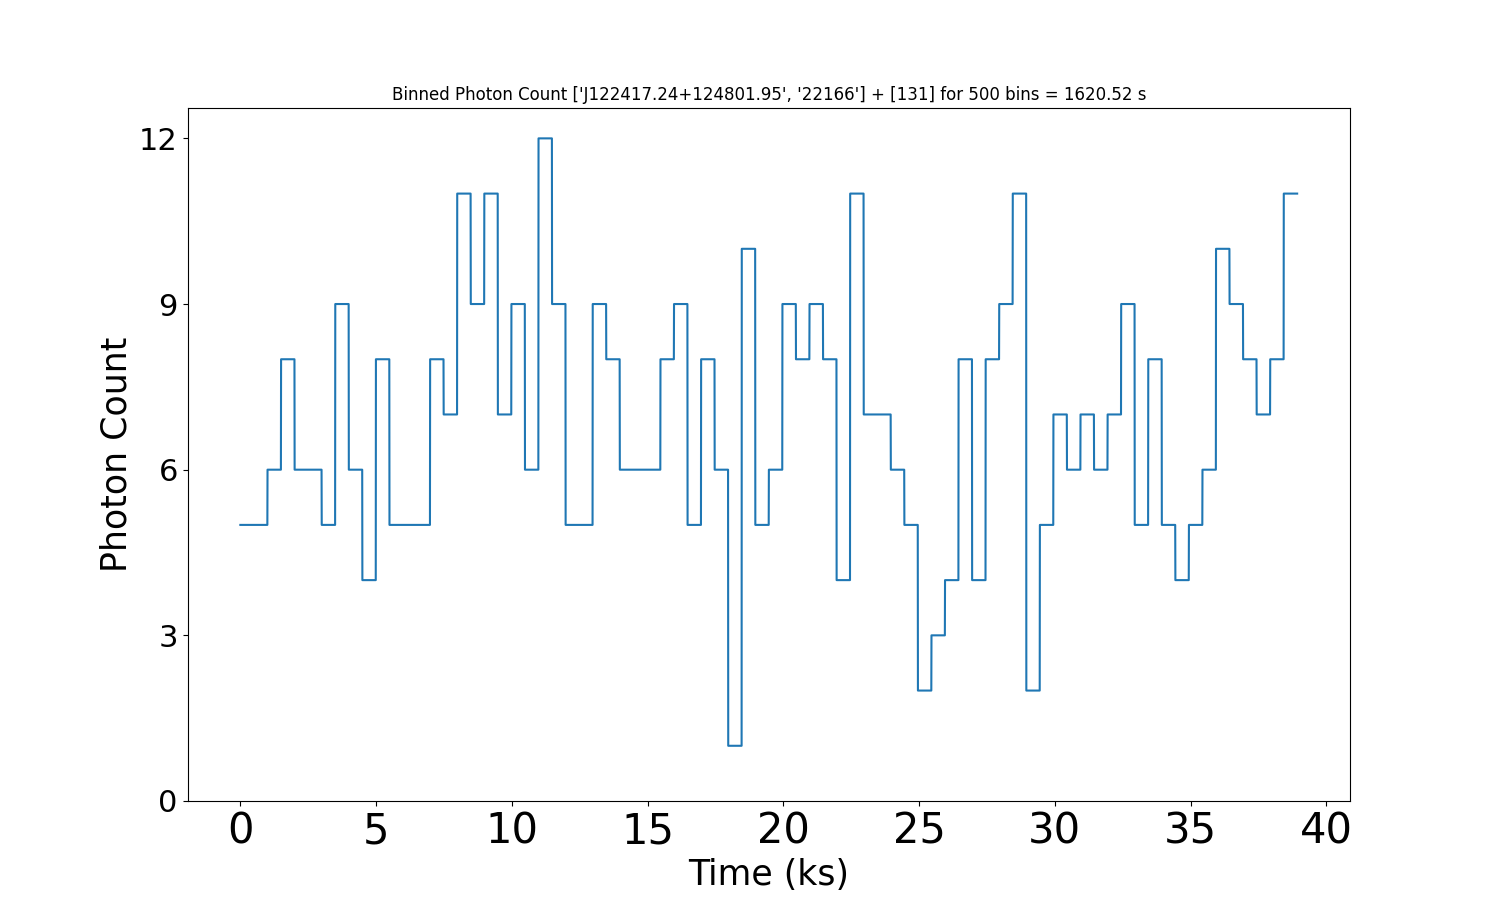 Binned Photon Count ['J122417.24+124801.95', '22166'] + [131] for 500 bins = 1620.52 s
12
9
6
3
0
Photon Count
0 5 10 15 20 25 30 35 40
Time (ks)